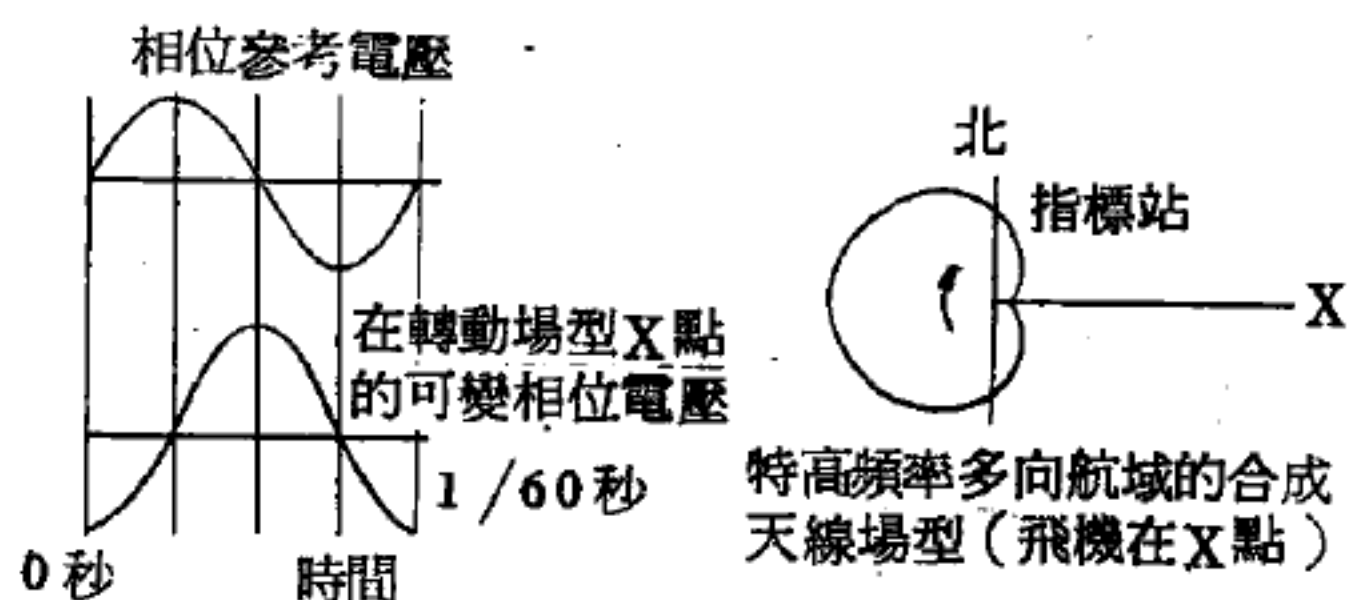 相位參考電壓
在轉動場型X點
的可變相位電壓
1/60秒
0秒
時間
北
指標站
X
特高頻率多向航域的合成
天線場型(飛機在X點)